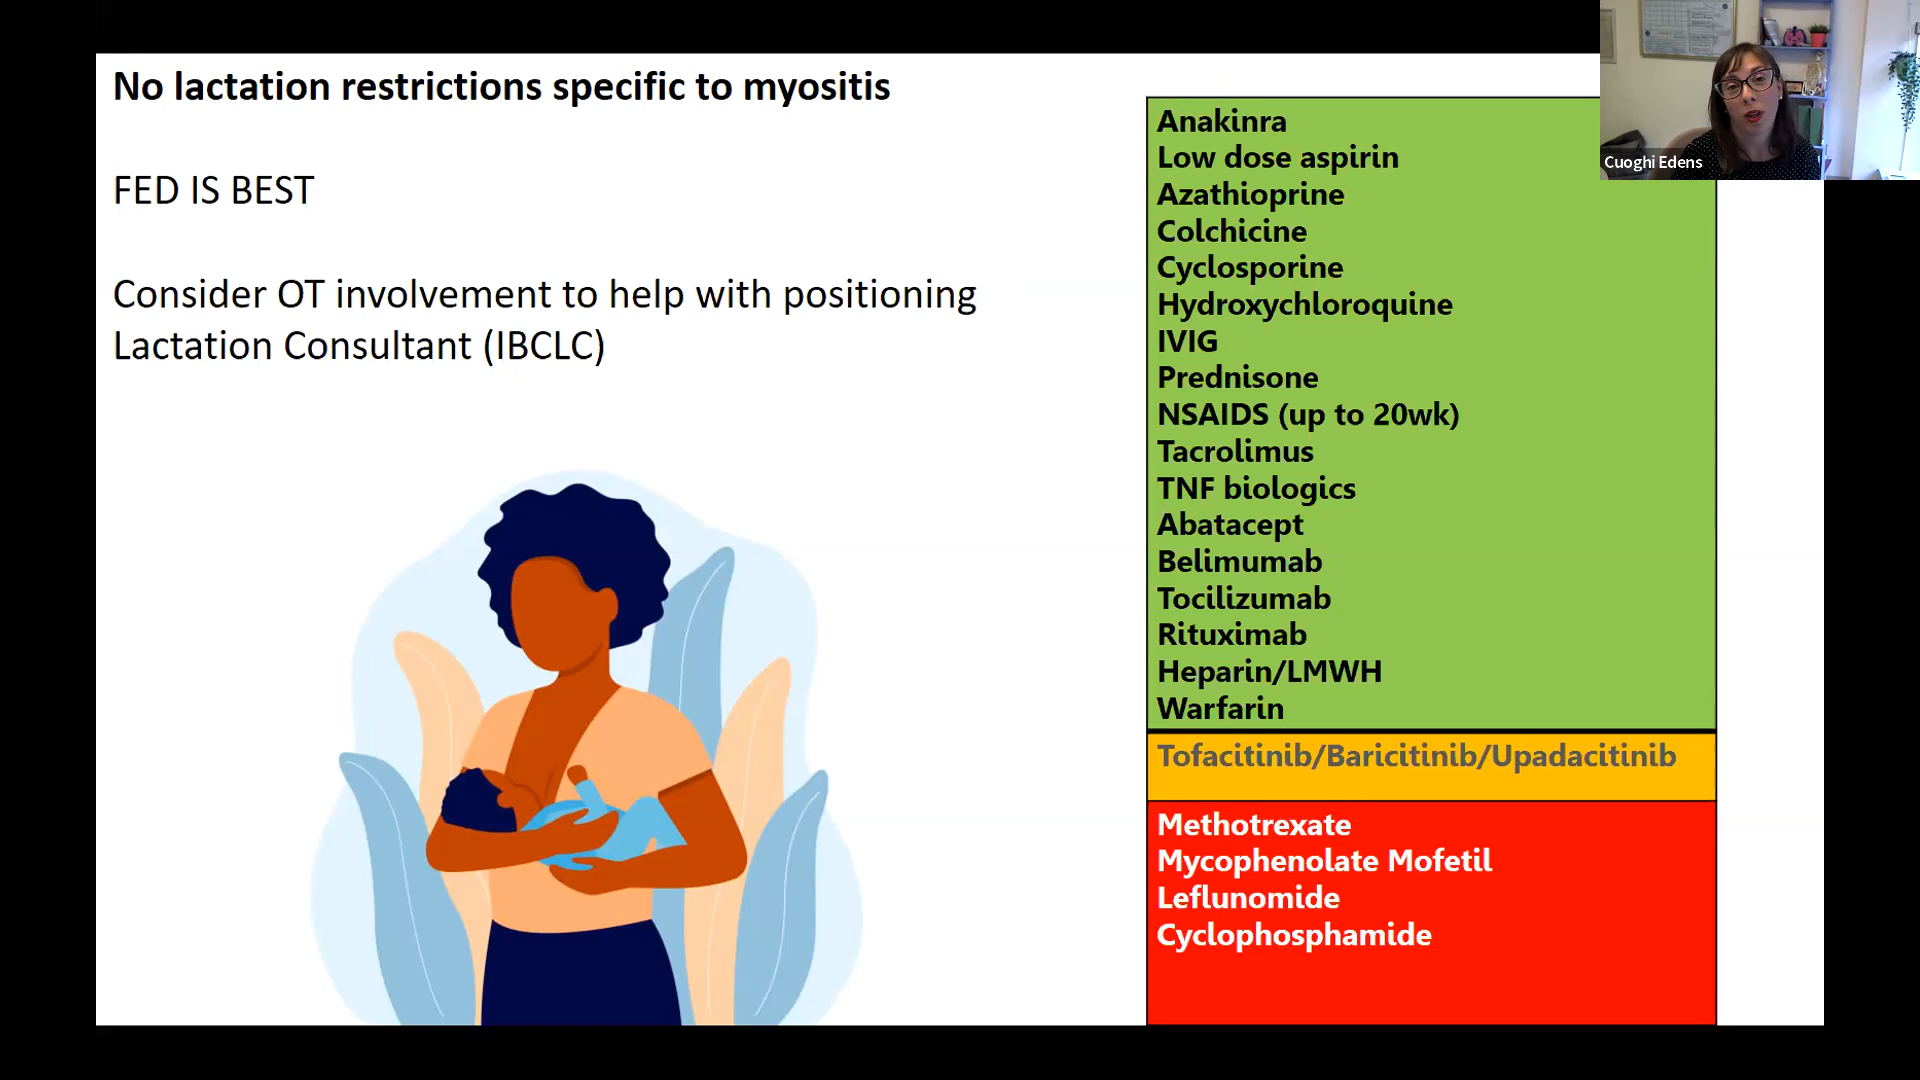 No lactation restrictions specific to myositis
FED IS BEST
Consider OT involvement to help with positioning
Lactation Consultant (IBCLC)
Anakinra
Low dose aspirin
Azathioprine
Colchicine
Cyclosporine
Hydroxychloroquine
IVIG
Prednisone
NSAIDS (up to 20wk)
Tacrolimus
TNF biologics
Abatacept
Belimumab
Tocilizumab
Rituximab
Heparin/LMWH
Warfarin
Tofacitinib/Baricitinib/Upadacitinib
Methotrexate
Mycophenolate Mofetil
Leflunomide
Cyclophosphamide
Cuoghi Edens